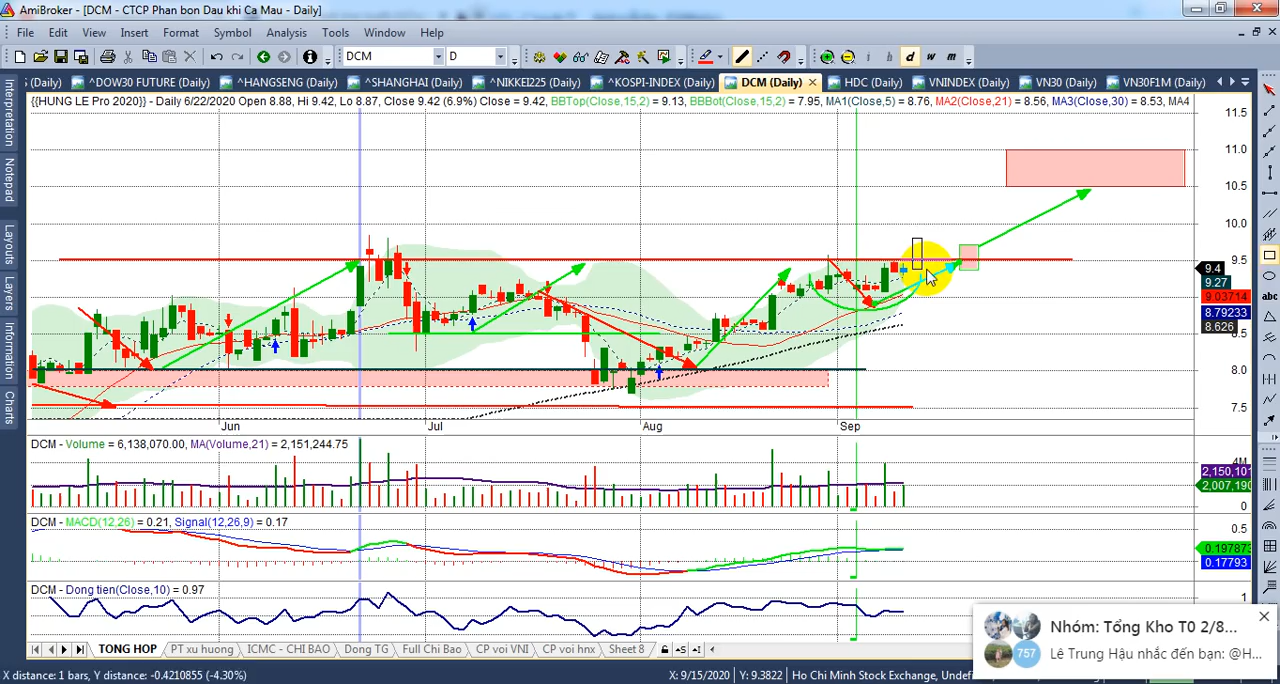 AmiBroker - [DCM - CTCP Phan bon Dau khi Ca Mau - Daily]
File Edit View Insert Format Symbol Analysis Tools Window Help
DCM D i h d w m
(Daily) ^DOW30 FUTURE (Daily) ^HANGSENG (Daily) ^SHANGHAI (Daily) ^NIKKEI225 (Daily) ^KOSPI-INDEX (Daily) DCM (Daily) HDC (Daily) VNINDEX (Daily) VN30 (Daily) VN30F1M (Daily)
{{HUNG LE Pro 2020}} - Daily 6/22/2020 Open 8.88, Hi 9.42, Lo 8.87, Close 9.42 (6.9%) Close = 9.42, BBTop(Close,15,2) = 9.13, BBBot(Close,15,2) = 7.95, MA1(Close,5) = 8.76, MA2(Close,21) = 8.56, MA3(Close,30) = 8.53, MA4
Interpretation
Notepad
Layouts
Layers
Information
Charts
abc
11.5
11.0
10.5
10.0
9.5
9.4
9.27
9.03714
8.79233
8.626
8.5
8.0
7.5
Jun Jul Aug Sep
DCM - Volume = 6,138,070.00, MA(Volume,21) = 2,151,244.75
4M
2,150,101
2,007,190
0
DCM - MACD(12,26) = 0.21, Signal(12,26,9) = 0.17
0.5
0.197873
0.17793
DCM - Dong tien(Close,10) = 0.97
1
Nhóm: Tổng Kho T0 2/8...
757 Lê Trung Hậu nhắc đến bạn: @H...
TONG HOP PT xu huong ICMC - CHI BAO Dong TG Full Chi Bao CP voi VNI CP voi hnx Sheet 8
X distance: 1 bars, Y distance: -0.4210855 (-4.30%) X: 9/15/2020 Y: 9.3822 Ho Chi Minh Stock Exchange, Undef